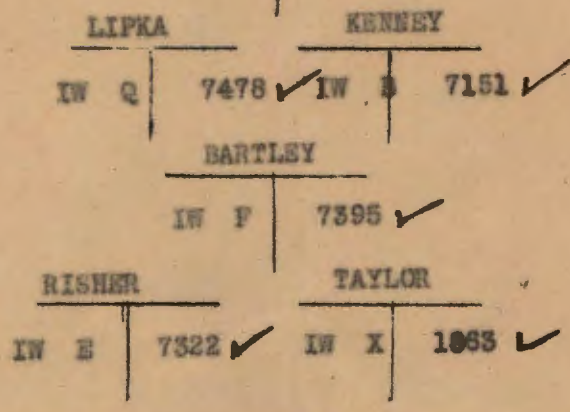 LIPKA KENNEY
IW Q 7478 IW 7151
BARTLEY
IW F 7395
RISHER TAYLOR
IW E 7322 IW X